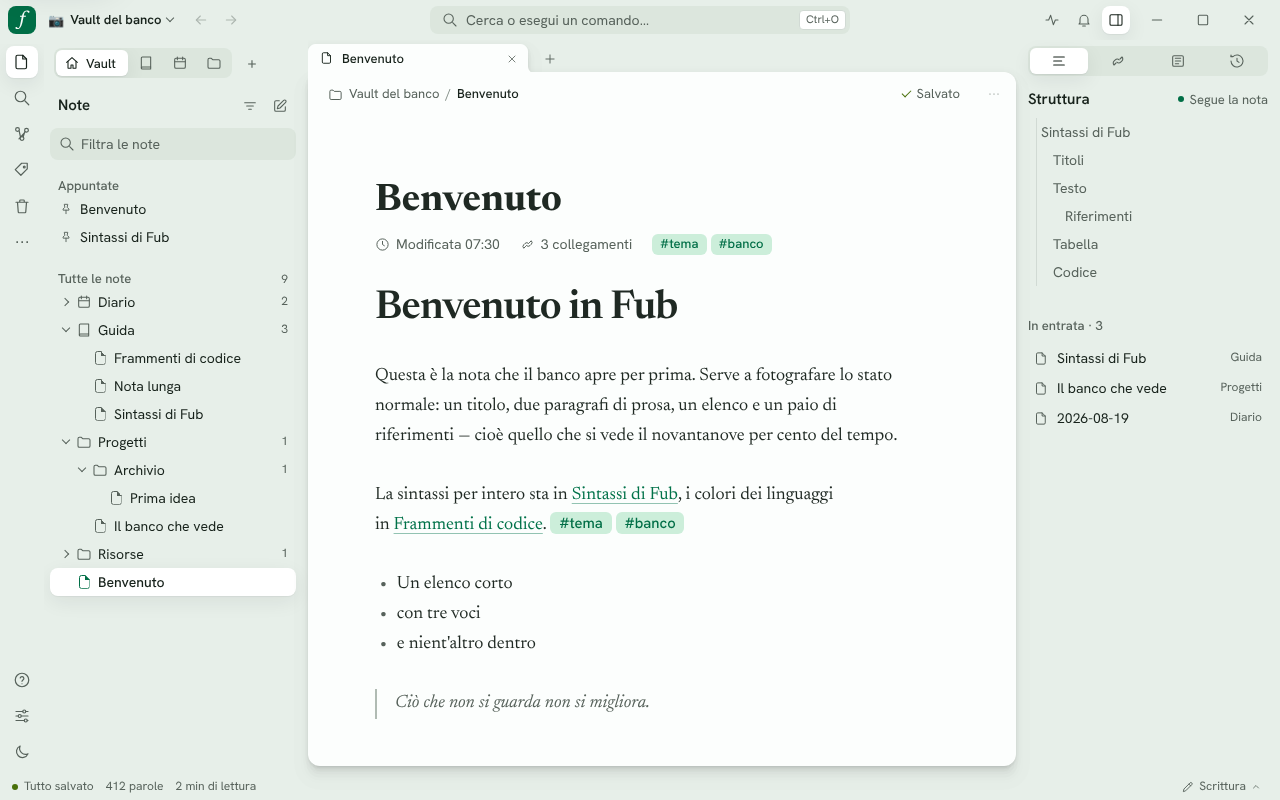 f
Vault del banco
Cerca o esegui un comando...
Ctrl+O
Vault
Note
Filtra le note
Appuntate
Benvenuto
Sintassi di Fub
Tutte le note 9
Diario 2
Guida 3
Frammenti di codice
Nota lunga
Sintassi di Fub
Progetti 1
Archivio 1
Prima idea
Il banco che vede
Risorse 1
Benvenuto
Benvenuto
Vault del banco / Benvenuto
Salvato
Benvenuto
Modificata 07:30 3 collegamenti #tema #banco
Benvenuto in Fub
Questa è la nota che il banco apre per prima. Serve a fotografare lo stato
normale: un titolo, due paragrafi di prosa, un elenco e un paio di
riferimenti — cioè quello che si vede il novantanove per cento del tempo.
La sintassi per intero sta in Sintassi di Fub, i colori dei linguaggi
in Frammenti di codice. #tema #banco
• Un elenco corto
• con tre voci
• e nient'altro dentro
Ciò che non si guarda non si migliora.
Struttura
Segue la nota
Sintassi di Fub
Titoli
Testo
Riferimenti
Tabella
Codice
In entrata · 3
Sintassi di Fub Guida
Il banco che vede Progetti
2026-08-19 Diario
Tutto salvato 412 parole 2 min di lettura
Scrittura